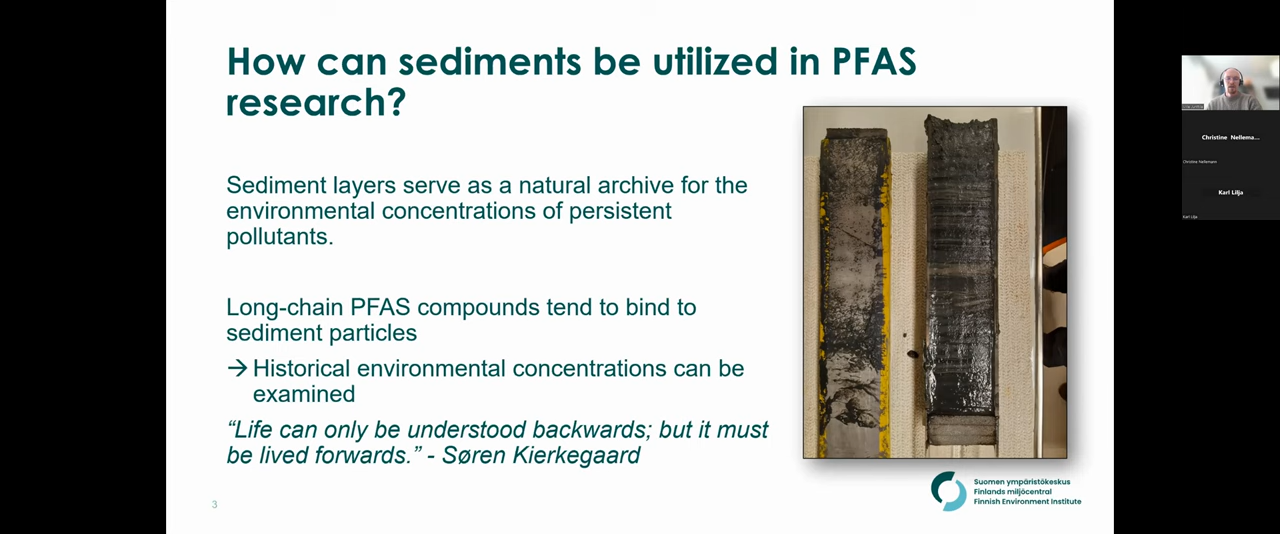 How can sediments be utilized in PFAS
research?
Sediment layers serve as a natural archive for the
environmental concentrations of persistent
pollutants.
Long-chain PFAS compounds tend to bind to
sediment particles
→ Historical environmental concentrations can be
examined
“Life can only be understood backwards; but it must
be lived forwards.” - Søren Kierkegaard
3
Suomen ympäristökeskus
Finlands miljöcentral
Finnish Environment Institute
Christine Nellema...
Christine Nellemann
Karl Lilja
Karl Lilja